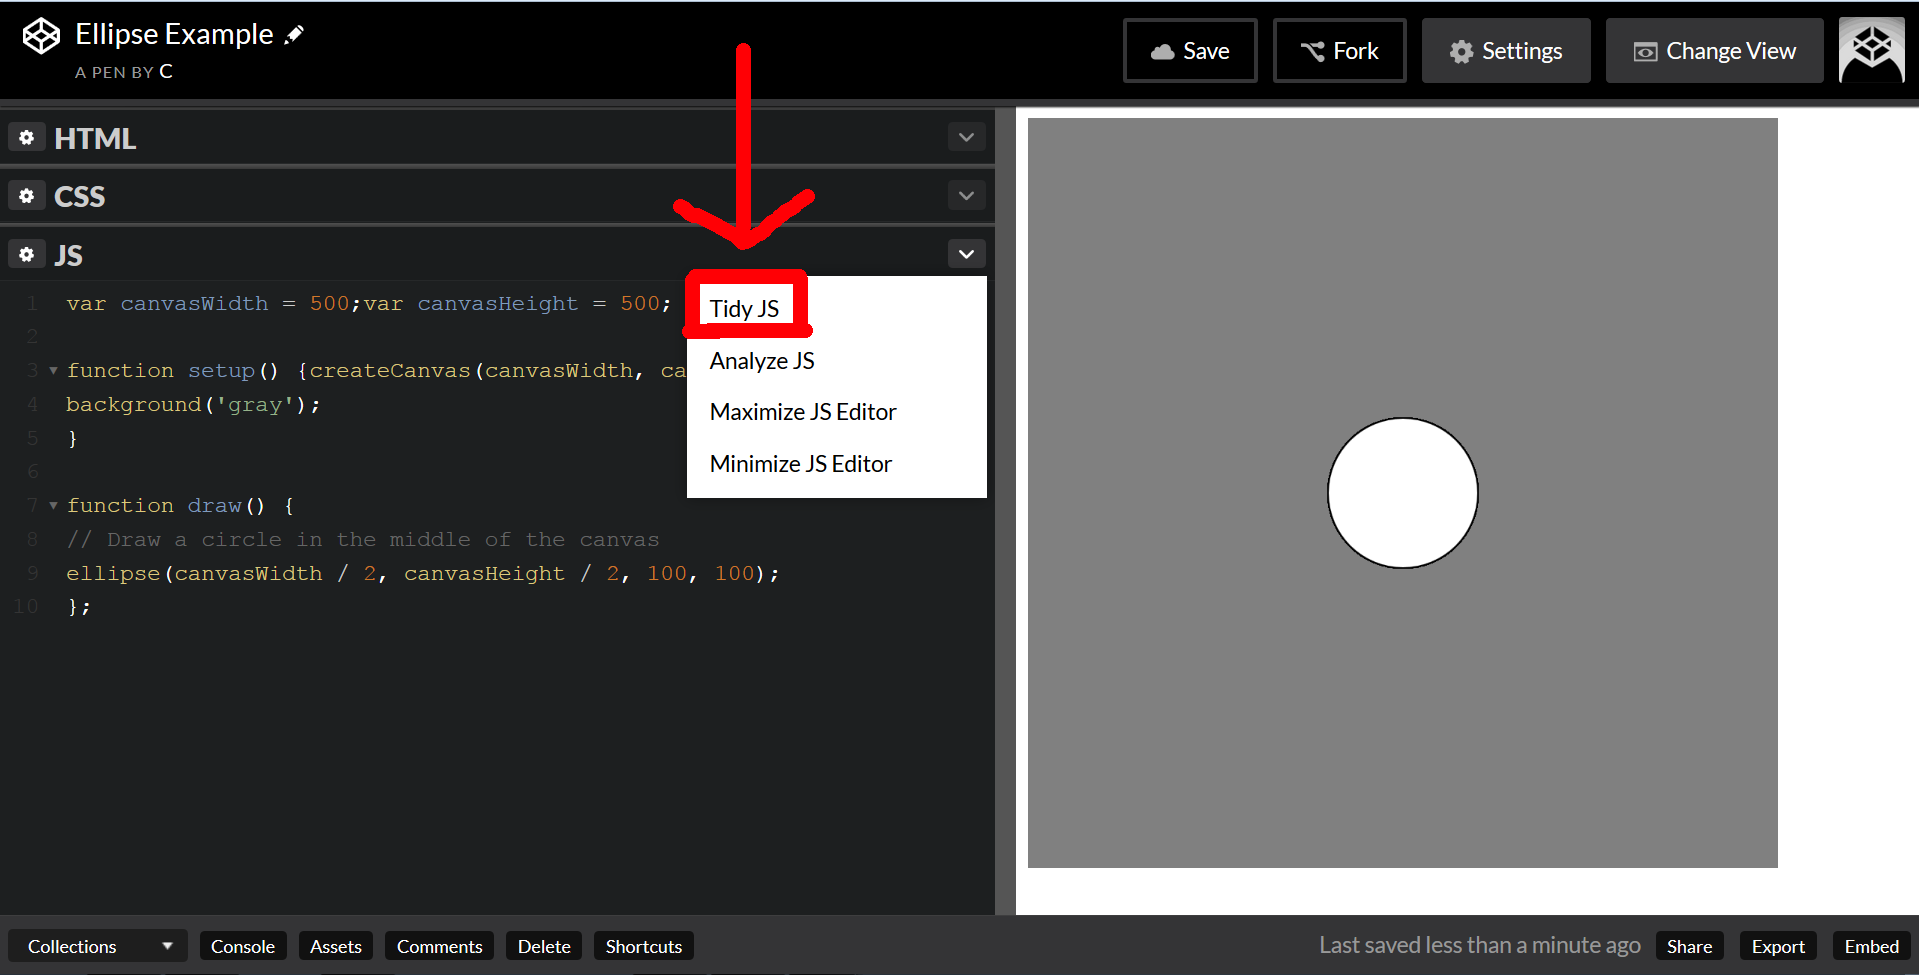 Ellipse Example
A PEN BY C
Save
Fork
Settings
Change View
HTML
CSS
JS
1 var canvasWidth = 500;var canvasHeight = 500;
2
3 function setup() {createCanvas(canvasWidth, ca
4 background('gray');
5 }
6
7 function draw() {
8 // Draw a circle in the middle of the canvas
9 ellipse(canvasWidth / 2, canvasHeight / 2, 100, 100);
10 };
Tidy JS
Analyze JS
Maximize JS Editor
Minimize JS Editor
Collections
Console
Assets
Comments
Delete
Shortcuts
Last saved less than a minute ago
Share
Export
Embed